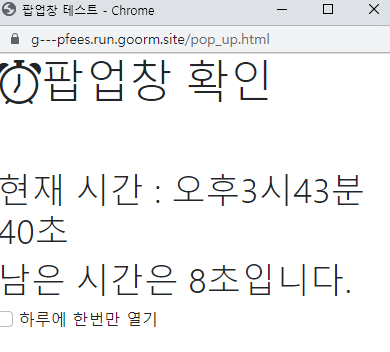 팝업창 테스트 - Chrome
g---pfees.run.goorm.site/pop_up.html
⏰팝업창 확인
현재 시간 : 오후3시43분
40초
남은 시간은 8초입니다.
하루에 한번만 열기